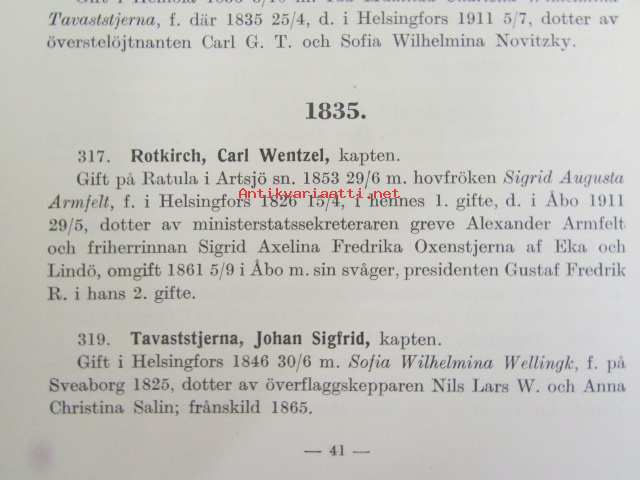 Tavaststjerna, f. där 1835 25/4, d. i Helsingfors 1911 5/7, dotter av
överstelöjtnanten Carl G. T. och Sofia Wilhelmina Novitzky.
1835.
317. Rotkirch, Carl Wentzel, kapten.
Gift på Ratula i Artsjö sn. 1853 29/6 m. hovfröken Sigrid Augusta
Antikvariaatti.net
Armfelt, f. i Helsingfors 1826 15/4, i hennes 1. gifte, d. i Åbo 1911
29/5, dotter av ministerstatssekreteraren greve Alexander Armfelt
och friherrinnan Sigrid Axelina Fredrika Oxenstjerna af Eka och
Lindö, omgift 1861 5/9 i Åbo m. sin svåger, presidenten Gustaf Fredrik
R. i hans 2. gifte.
319. Tavaststjerna, Johan Sigfrid, kapten.
Gift i Helsingfors 1846 30/6 m. Sofia Wilhelmina Wellingk, f. på
Sveaborg 1825, dotter av överflaggskepparen Nils Lars W. och Anna
Christina Salin; frånskild 1865.
— 41 —